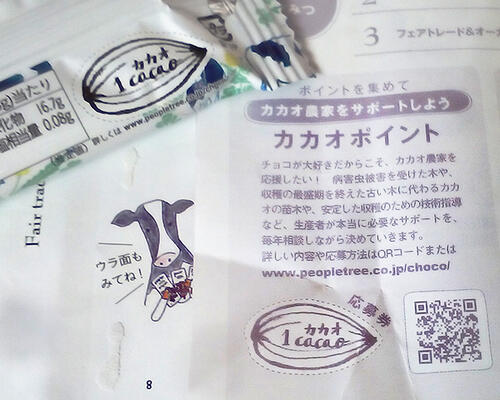 3 フェアトレード&オー
つ
カカオ
1 cacao
当たり
化物 16.7g
相当量 0.08g
詳しくは www.peopletree.co.jp/cho
Fair trad
ウラ面も
みてね!
8
ポイントを集めて
カカオ農家をサポートしよう
カカオポイント
チョコが大好きだからこそ、カカオ農家を
応援したい! 病害虫被害を受けた木や、
収穫の最盛期を終えた古い木に代わるカカ
オの苗木や、安定した収穫のための技術指導
など、生産者が本当に必要なサポートを、
毎年相談しながら決めていきます。
詳しい内容や応募方法はQRコードまたは
www.peopletree.co.jp/choco/
応募券
カカオ
1 cacao